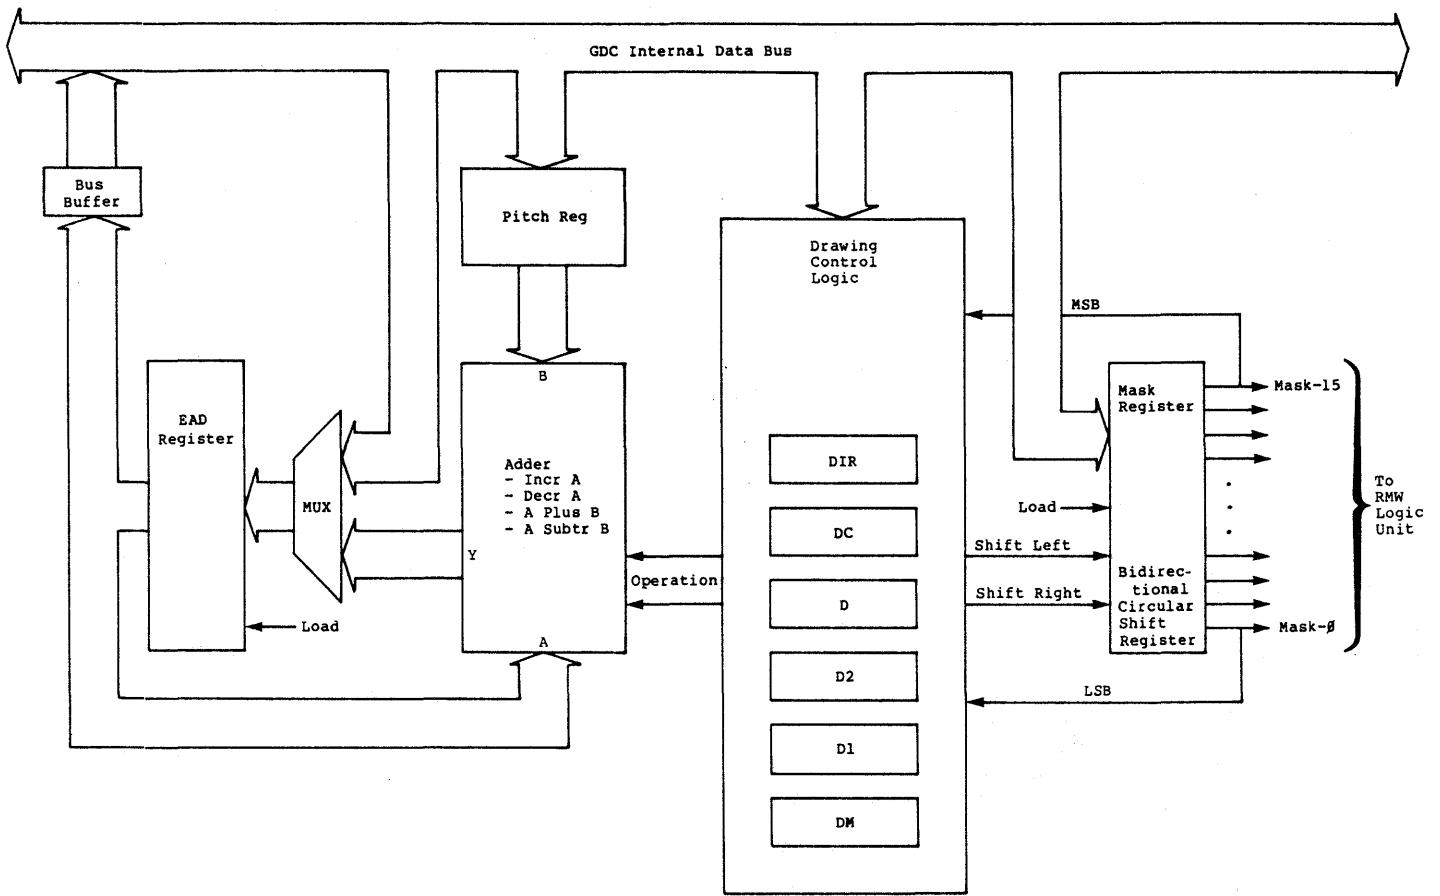 GDC Internal Data Bus
Bus
Buffer
Pitch Reg
Drawing
Control
Logic
MSB
EAD
Register
MUX
Load
B
Adder
- Incr A
- Decr A
- A Plus B
- A Subtr B
Y
A
Operation
DIR
DC
D
D2
D1
DM
Mask
Register
Load
Shift Left
Shift Right
Bidirec-
tional
Circular
Shift
Register
LSB
Mask-15
Mask-0
To
RMW
Logic
Unit